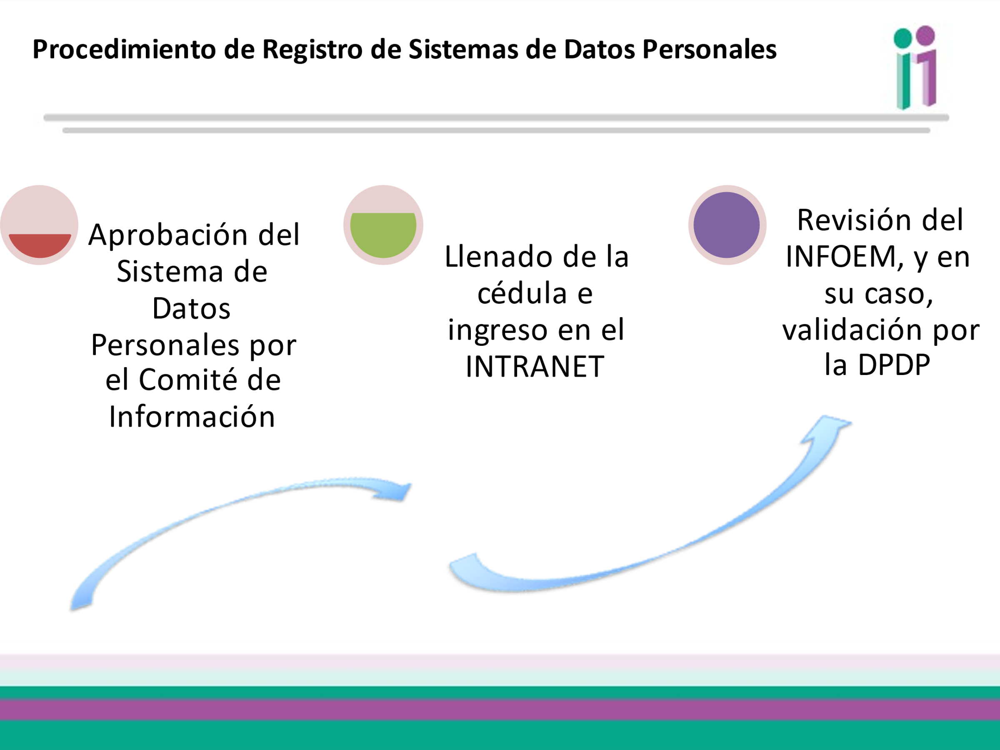 Procedimiento de Registro de Sistemas de Datos Personales
Aprobación del
Sistema de
Datos
Personales por
el Comité de
Información
Llenado de la
cédula e
ingreso en el
INTRANET
Revisión del
INFOEM, y en
su caso,
validación por
la DPDP